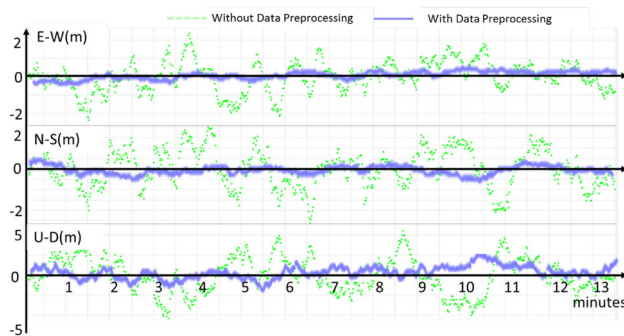 Without Data Preprocessing With Data Preprocessing
E-W(m)
2
0
-2
N-S(m)
2
0
-2
U-D(m)
5
0
1 2 3 4 5 6 7 8 9 10 11 12 13
minutes
-5